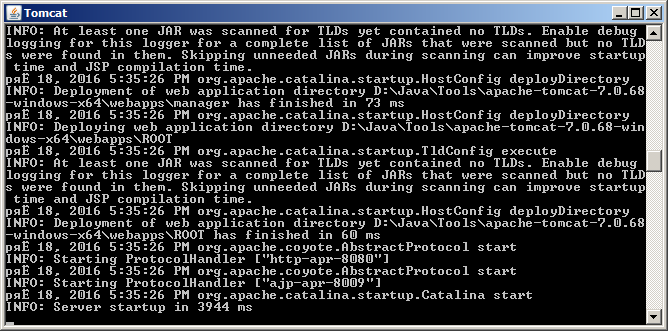 Tomcat
INFO: At least one JAR was scanned for TLDs yet contained no TLDs. Enable debug
logging for this logger for a complete list of JARs that were scanned but no TLD
s were found in them. Skipping unneeded JARs during scanning can improve startup
 time and JSP compilation time.
psE 18, 2016 5:35:26 PM org.apache.catalina.startup.HostConfig deployDirectory
INFO: Deployment of web application directory D:\Java\Tools\apache-tomcat-7.0.68
-windows-x64\webapps\manager has finished in 73 ms
psE 18, 2016 5:35:26 PM org.apache.catalina.startup.HostConfig deployDirectory
INFO: Deploying web application directory D:\Java\Tools\apache-tomcat-7.0.68-win
dows-x64\webapps\ROOT
psE 18, 2016 5:35:26 PM org.apache.catalina.startup.TldConfig execute
INFO: At least one JAR was scanned for TLDs yet contained no TLDs. Enable debug
logging for this logger for a complete list of JARs that were scanned but no TLD
s were found in them. Skipping unneeded JARs during scanning can improve startup
 time and JSP compilation time.
psE 18, 2016 5:35:26 PM org.apache.catalina.startup.HostConfig deployDirectory
INFO: Deployment of web application directory D:\Java\Tools\apache-tomcat-7.0.68
-windows-x64\webapps\ROOT has finished in 60 ms
psE 18, 2016 5:35:26 PM org.apache.coyote.AbstractProtocol start
INFO: Starting ProtocolHandler ["http-apr-8080"]
psE 18, 2016 5:35:26 PM org.apache.coyote.AbstractProtocol start
INFO: Starting ProtocolHandler ["ajp-apr-8009"]
psE 18, 2016 5:35:26 PM org.apache.catalina.startup.Catalina start
INFO: Server startup in 3944 ms